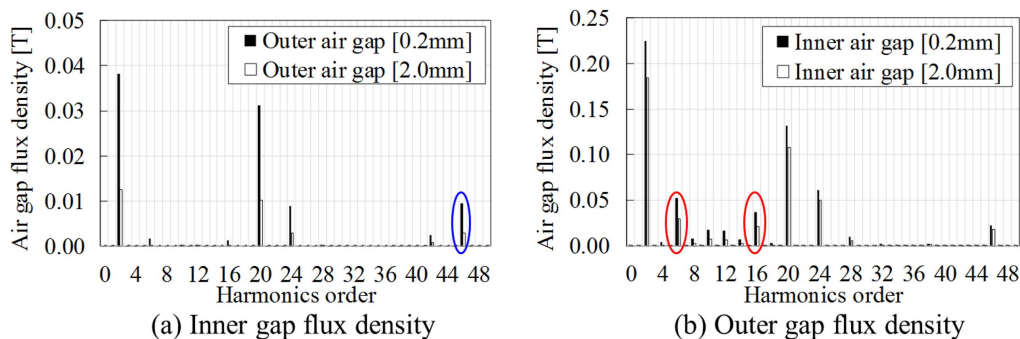 Air gap flux density [T]
0.05
0.04
0.03
0.02
0.01
0.00
Outer air gap [0.2mm]
Outer air gap [2.0mm]
0 4 8 12 16 20 24 28 32 36 40 44 48
Harmonics order
(a) Inner gap flux density
Air gap flux density [T]
0.25
0.20
0.15
0.10
0.05
0.00
Inner air gap [0.2mm]
Inner air gap [2.0mm]
0 4 8 12 16 20 24 28 32 36 40 44 48
Harmonics order
(b) Outer gap flux density